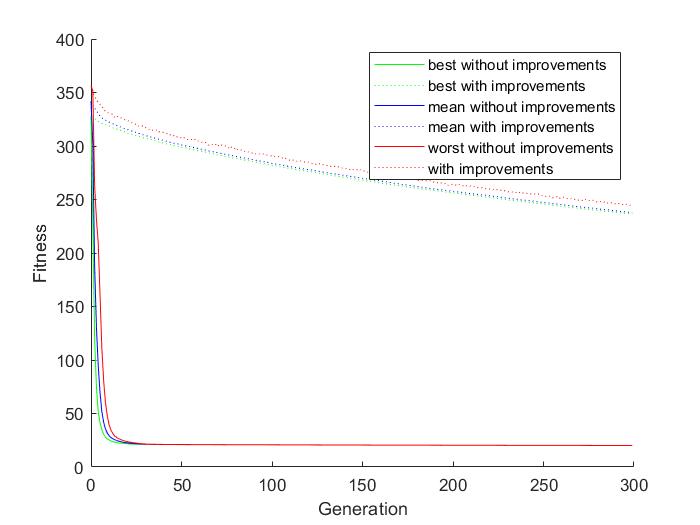 400
350
300
250
200
150
100
50
0
Fitness
best without improvements
best with improvements
mean without improvements
mean with improvements
worst without improvements
with improvements
0 50 100 150 200 250 300
Generation